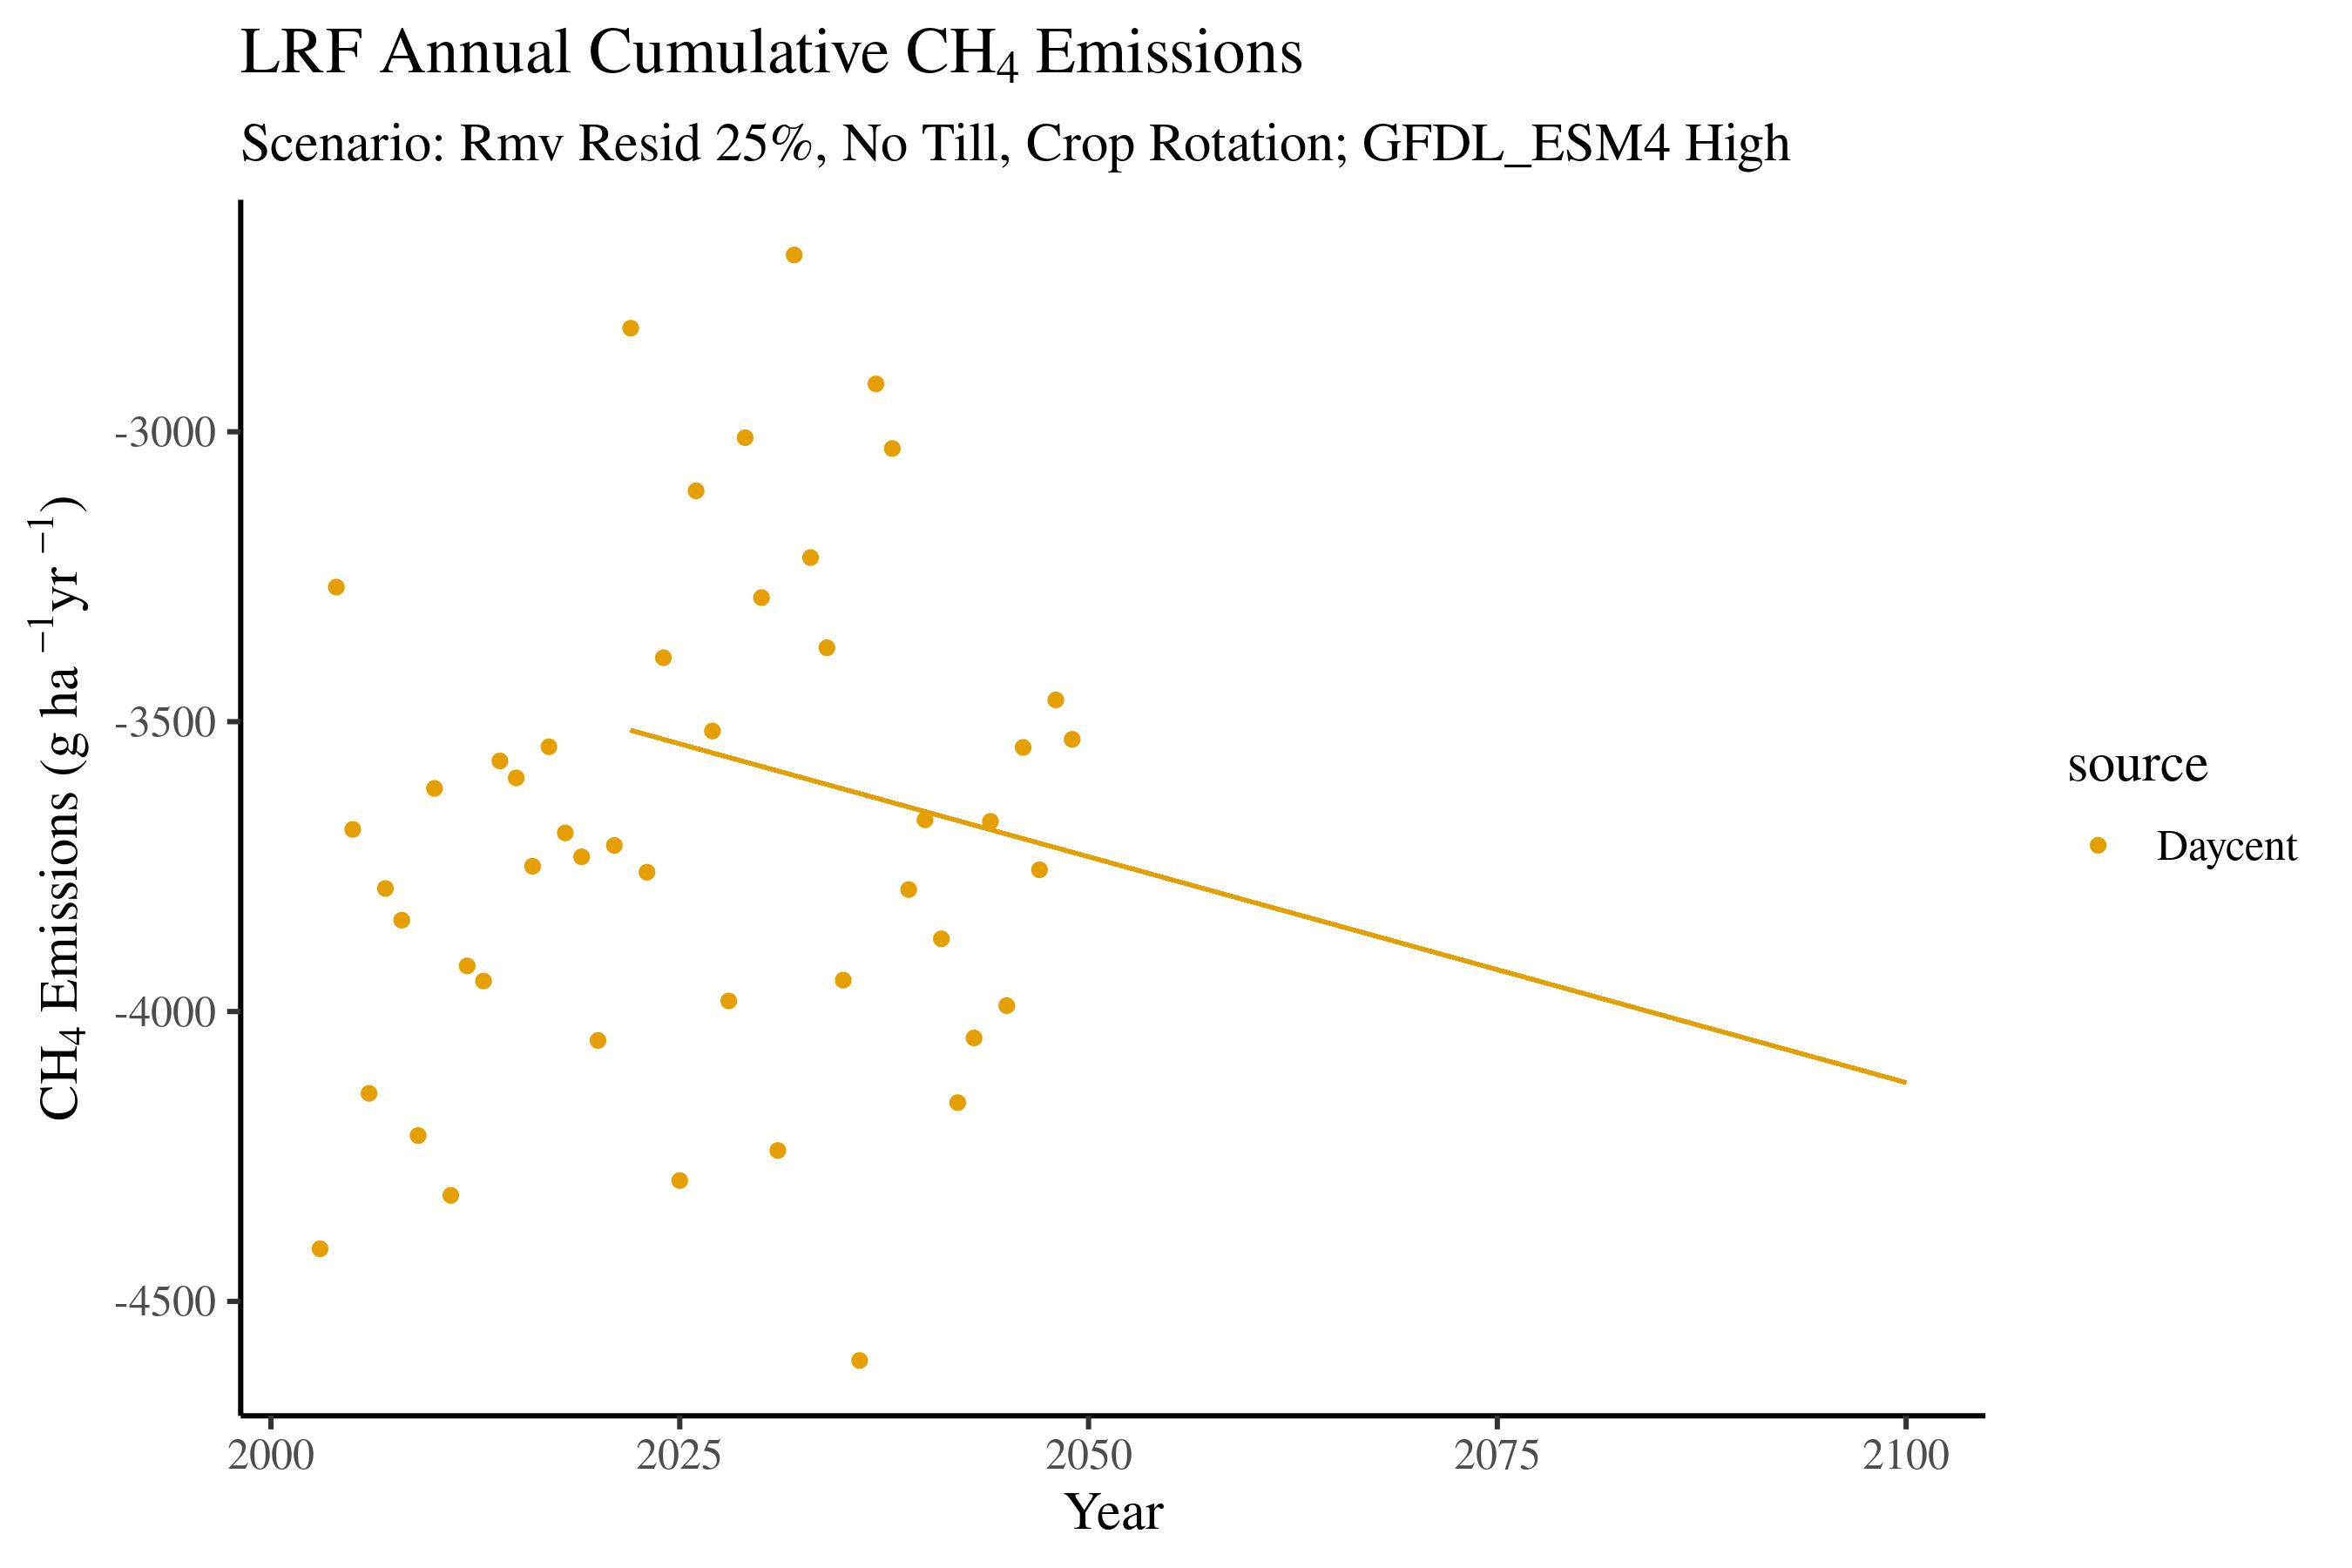 LRF Annual Cumulative CH₄ Emissions
Scenario: Rmv Resid 25%, No Till, Crop Rotation; GFDL_ESM4 High
CH₄ Emissions (g ha⁻¹yr⁻¹)
-3000
-3500
-4000
-4500
2000 2025 2050 2075 2100
Year
source
Daycent